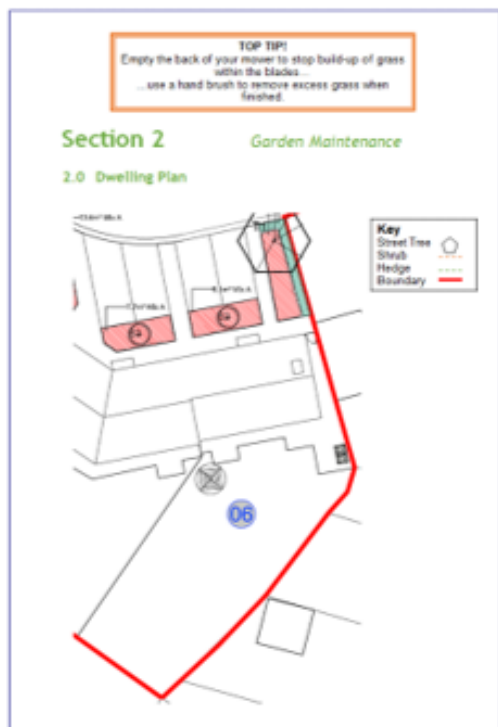 TOP TIP!
Empty the back of your mower to stop build-up of grass
within the blades...
...use a hand brush to remove excess grass when
finished.
Section 2
Garden Maintenance
2.0 Dwelling Plan
Key
Street Tree
Shrub
Hedge
Boundary
06